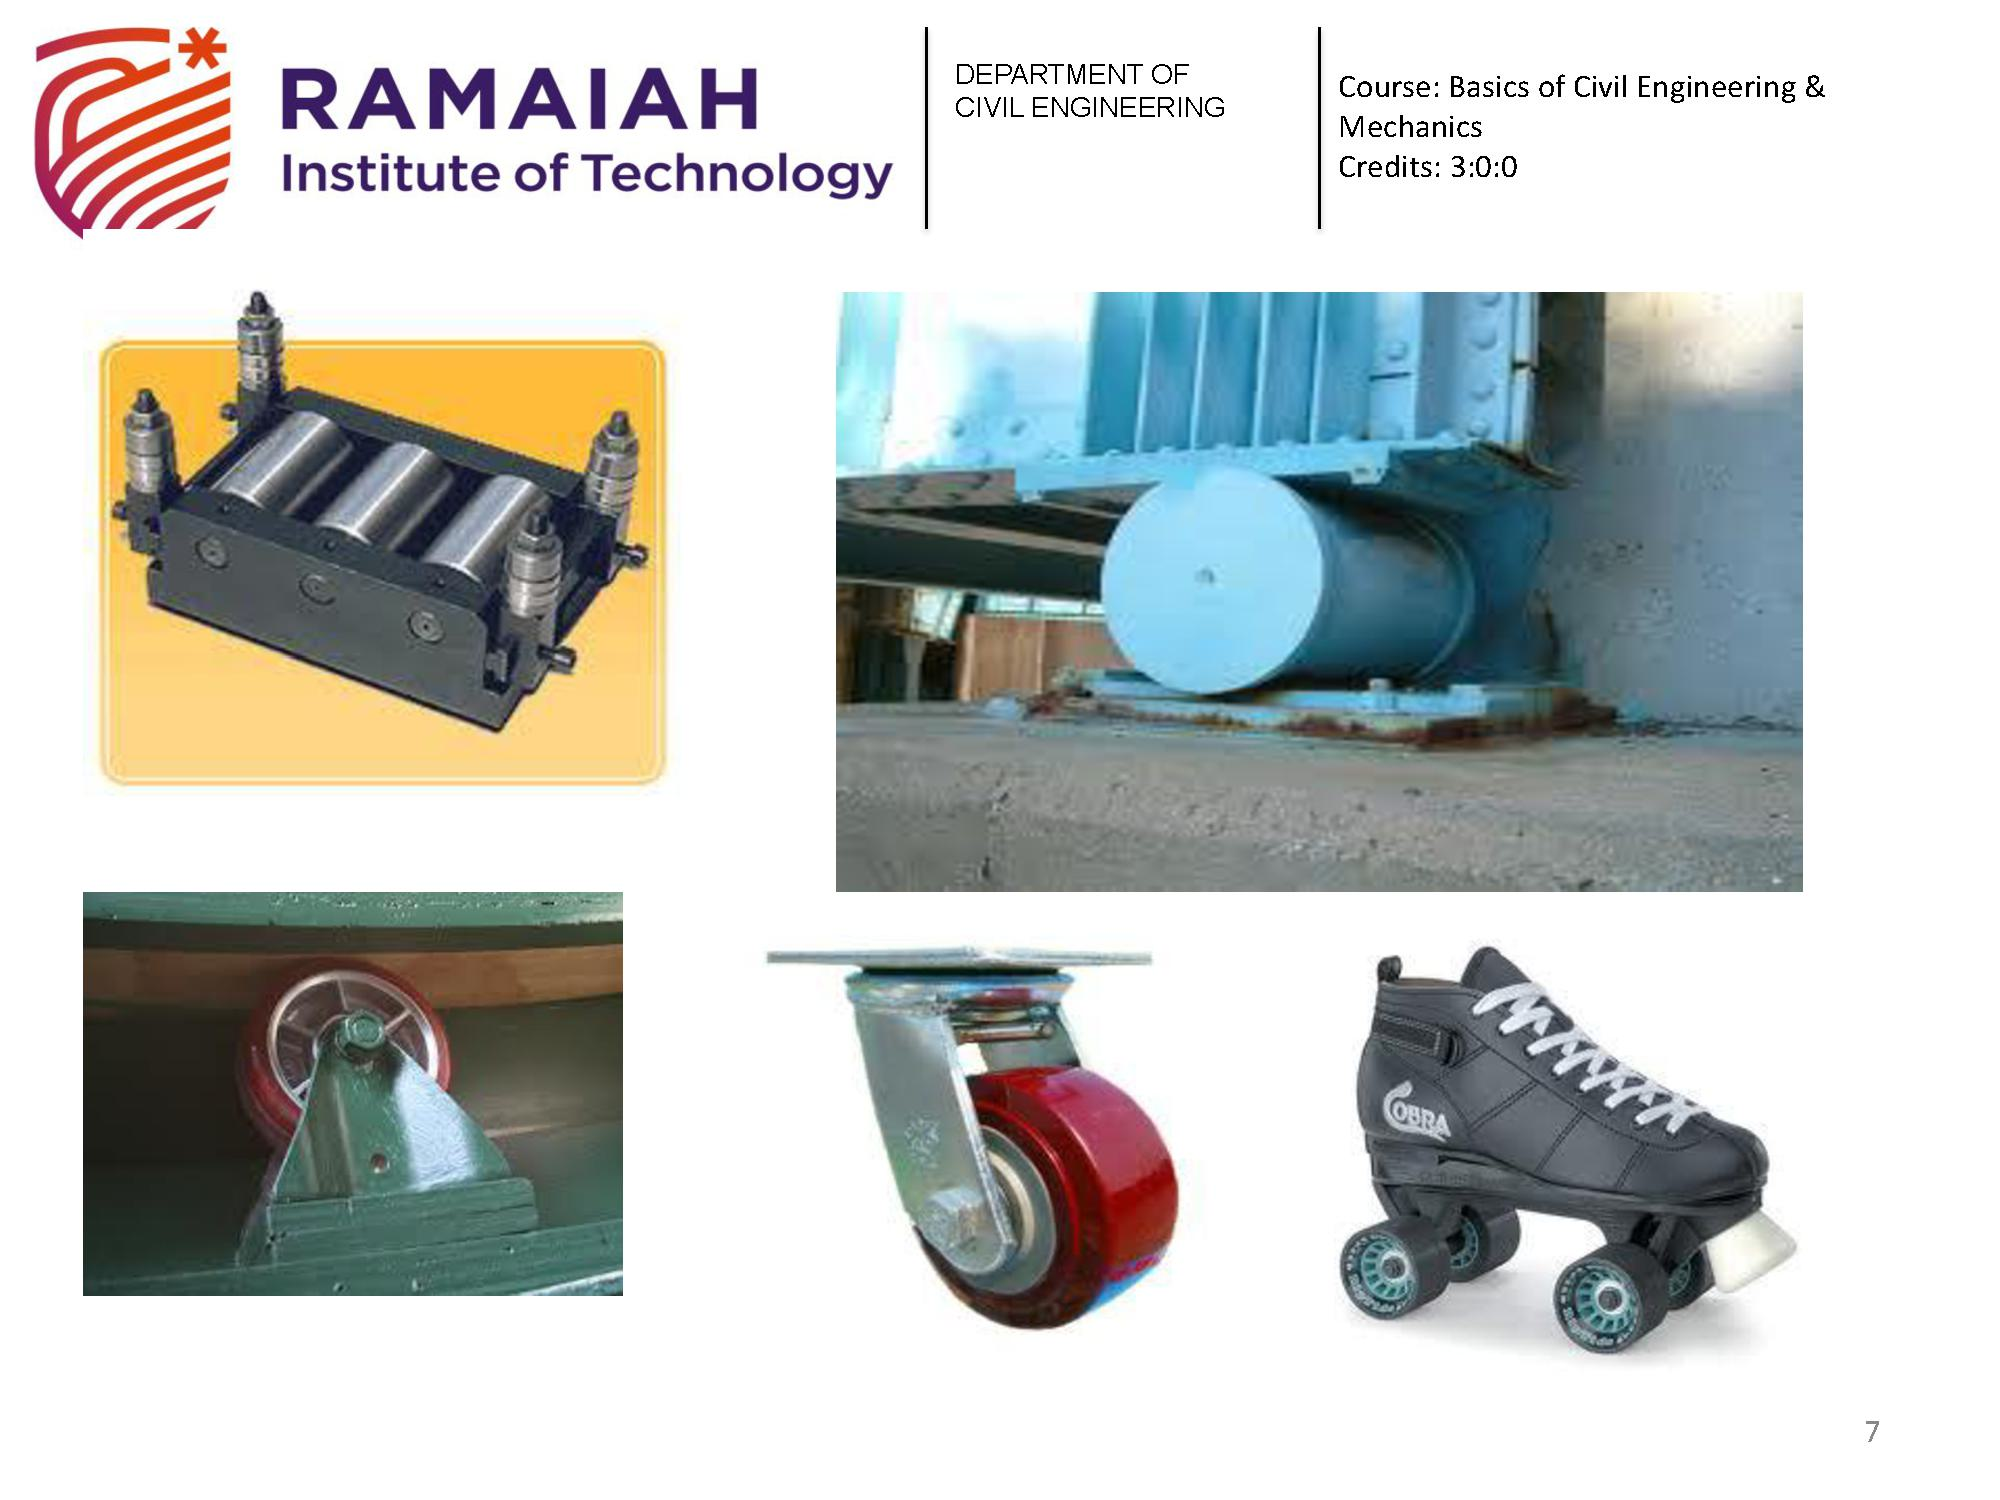 RAMAIAH
Institute of Technology
DEPARTMENT OF
CIVIL ENGINEERING
Course: Basics of Civil Engineering &
Mechanics
Credits: 3:0:0
COBRA
7